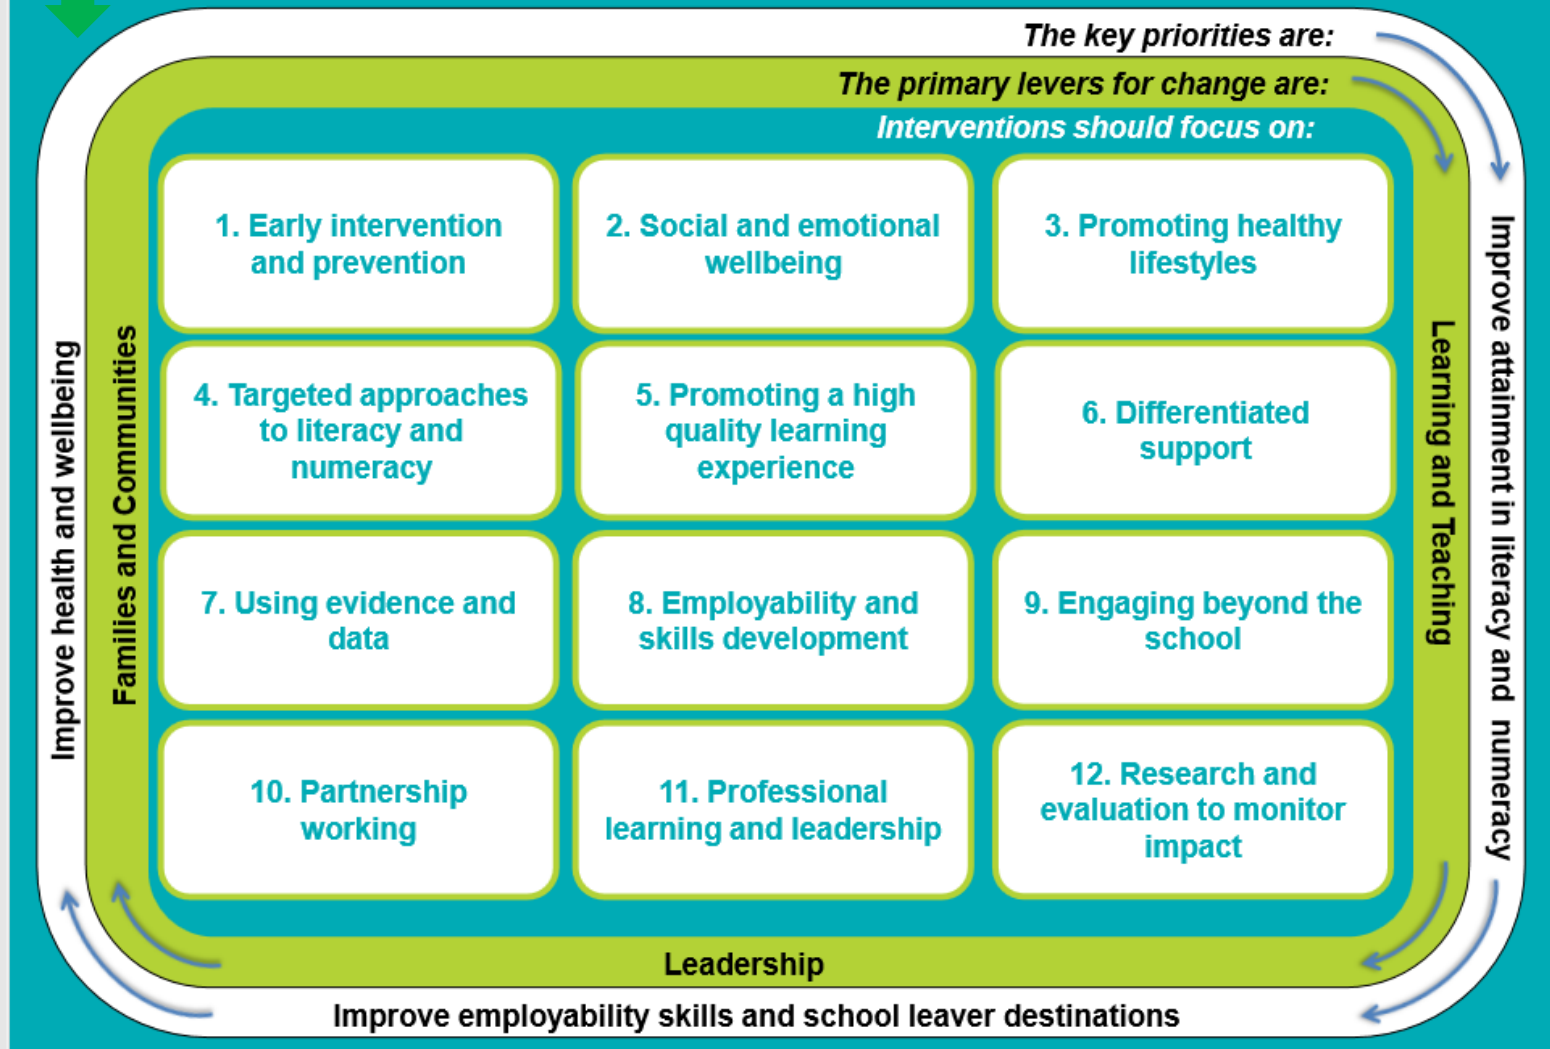 The key priorities are:
The primary levers for change are:
Interventions should focus on:
1. Early intervention
and prevention
2. Social and emotional
wellbeing
3. Promoting healthy
lifestyles
4. Targeted approaches
to literacy and
numeracy
5. Promoting a high
quality learning
experience
6. Differentiated
support
7. Using evidence and
data
8. Employability and
skills development
9. Engaging beyond the
school
10. Partnership
working
11. Professional
learning and leadership
12. Research and
evaluation to monitor
impact
Learning and Teaching
Improve attainment in literacy and numeracy
Leadership
Improve employability skills and school leaver destinations
Families and Communities
Improve health and wellbeing